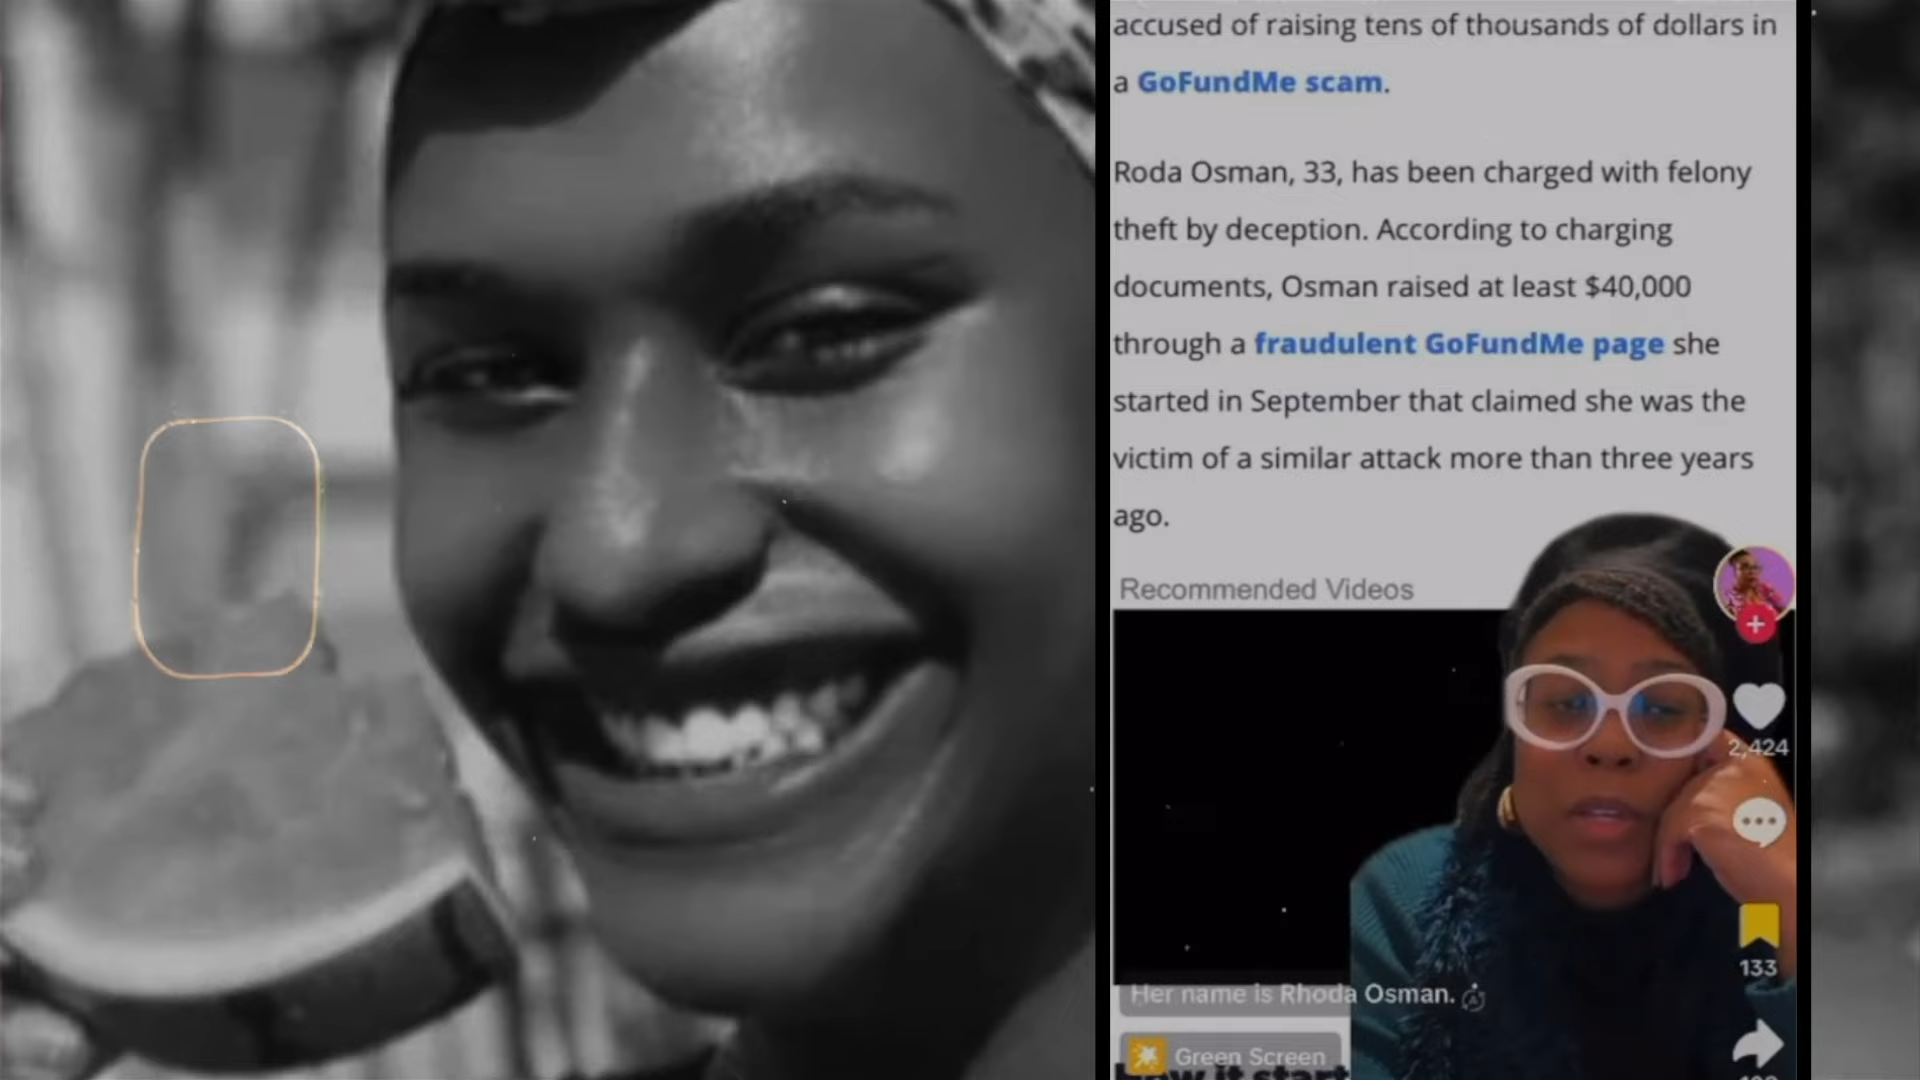 accused of raising tens of thousands of dollars in
a GoFundMe scam.
Roda Osman, 33, has been charged with felony
theft by deception. According to charging
documents, Osman raised at least $40,000
through a fraudulent GoFundMe page she
started in September that claimed she was the
victim of a similar attack more than three years
ago.
Recommended Videos
2,424
133
Her name is Rhoda Osman.
Green Screen